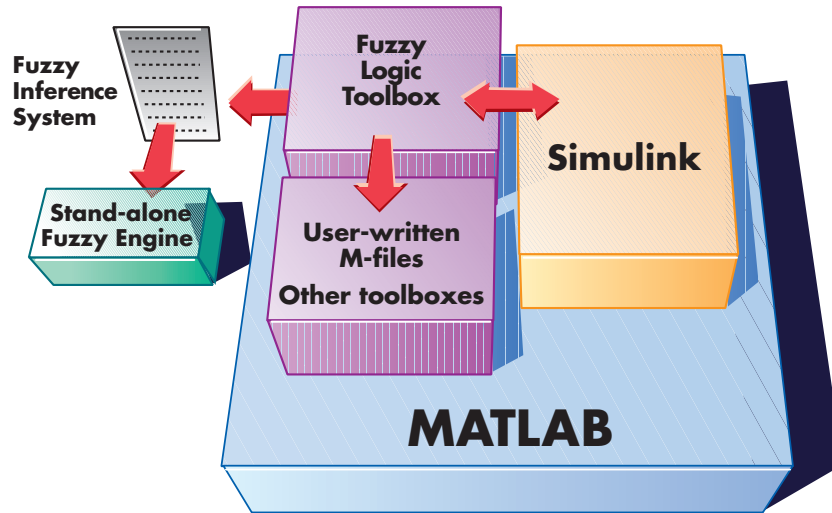 Fuzzy
Inference
System
Fuzzy
Logic
Toolbox
Simulink
Stand-alone
Fuzzy Engine
User-written
M-files
Other toolboxes
MATLAB